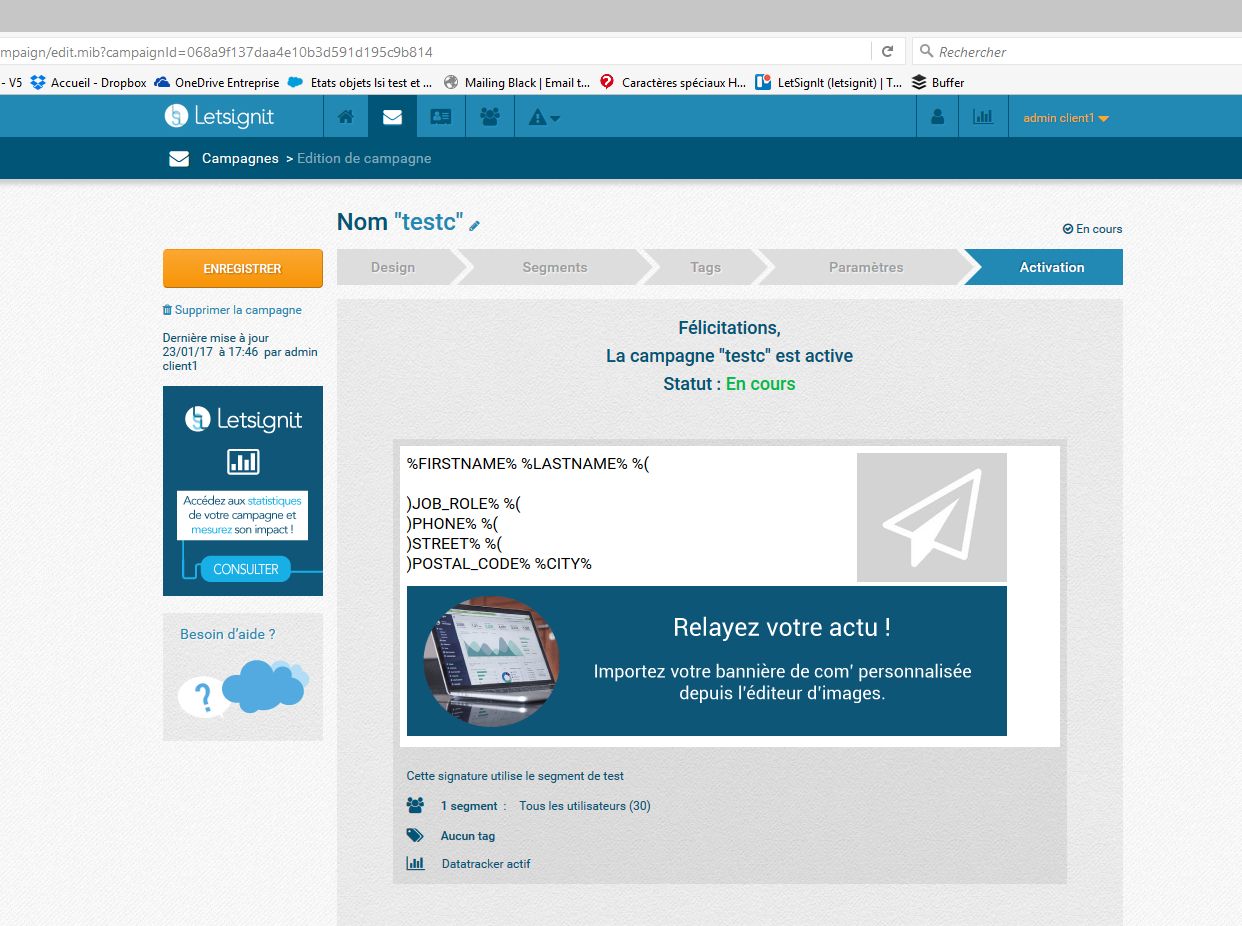 mpaign/edit.mib?campaignId=068a9f137daa4e10b3d591d195c9b814
Rechercher
- V5 Accueil - Dropbox OneDrive Entreprise Etats objets lsi test et ... Mailing Black | Email t... Caractères spéciaux H... LetSignIt (letsignit) | T... Buffer
Letsignit
admin client1
Campagnes > Edition de campagne
Nom "testc"
En cours
ENREGISTRER
Design Segments Tags Paramètres Activation
Supprimer la campagne
Dernière mise à jour
23/01/17 à 17:46 par admin
client1
Félicitations,
La campagne "testc" est active
Statut : En cours
Letsignit
Accédez aux statistiques
de votre campagne et
mesurez son impact !
CONSULTER
Besoin d'aide ?
?
%FIRSTNAME% %LASTNAME% %(
)JOB_ROLE% %(
)PHONE% %(
)STREET% %(
)POSTAL_CODE% %CITY%
Relayez votre actu !
Importez votre bannière de com' personnalisée
depuis l'éditeur d'images.
Cette signature utilise le segment de test
1 segment : Tous les utilisateurs (30)
Aucun tag
Datatracker actif